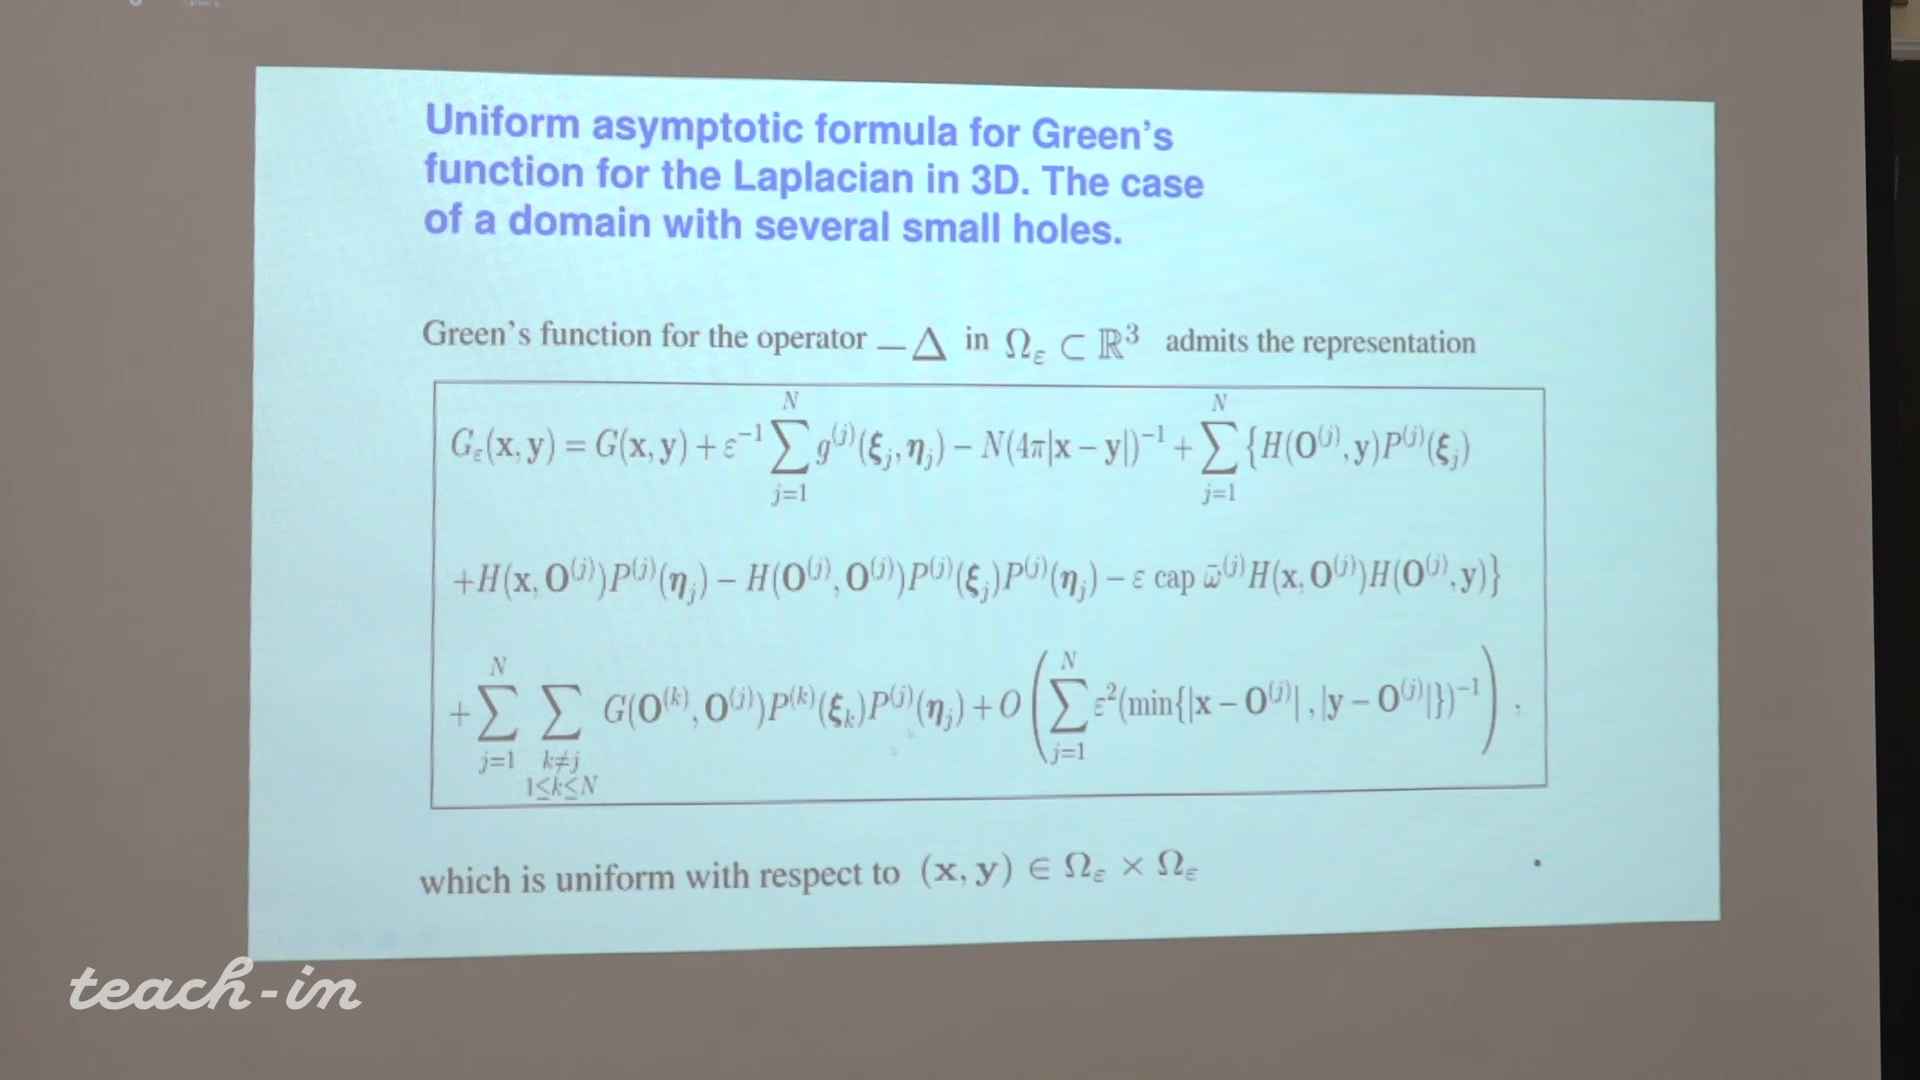 Uniform asymptotic formula for Green's
function for the Laplacian in 3D. The case
of a domain with several small holes.
Green's function for the operator −Δ in Ω_ε ⊂ ℝ³ admits the representation
G_ε(x, y) = G(x, y) + ε⁻¹ ∑_{j=1}^{N} g^{(j)}(ξ_j, η_j) − N(4π|x − y|)⁻¹ + ∑_{j=1}^{N} {H(O^{(j)}, y)P^{(j)}(ξ_j)
+H(x, O^{(j)})P^{(j)}(η_j) − H(O^{(j)}, O^{(j)})P^{(j)}(ξ_j)P^{(j)}(η_j) − ε cap ω̄^{(j)}H(x, O^{(j)})H(O^{(j)}, y)}
+ ∑_{j=1}^{N} ∑_{k≠j, 1≤k≤N} G(O^{(k)}, O^{(j)})P^{(k)}(ξ_k)P^{(j)}(η_j) + O(∑_{j=1}^{N} ε²(min{|x − O^{(j)}|, |y − O^{(j)}|})⁻¹),
which is uniform with respect to (x, y) ∈ Ω_ε × Ω_ε
teach-in